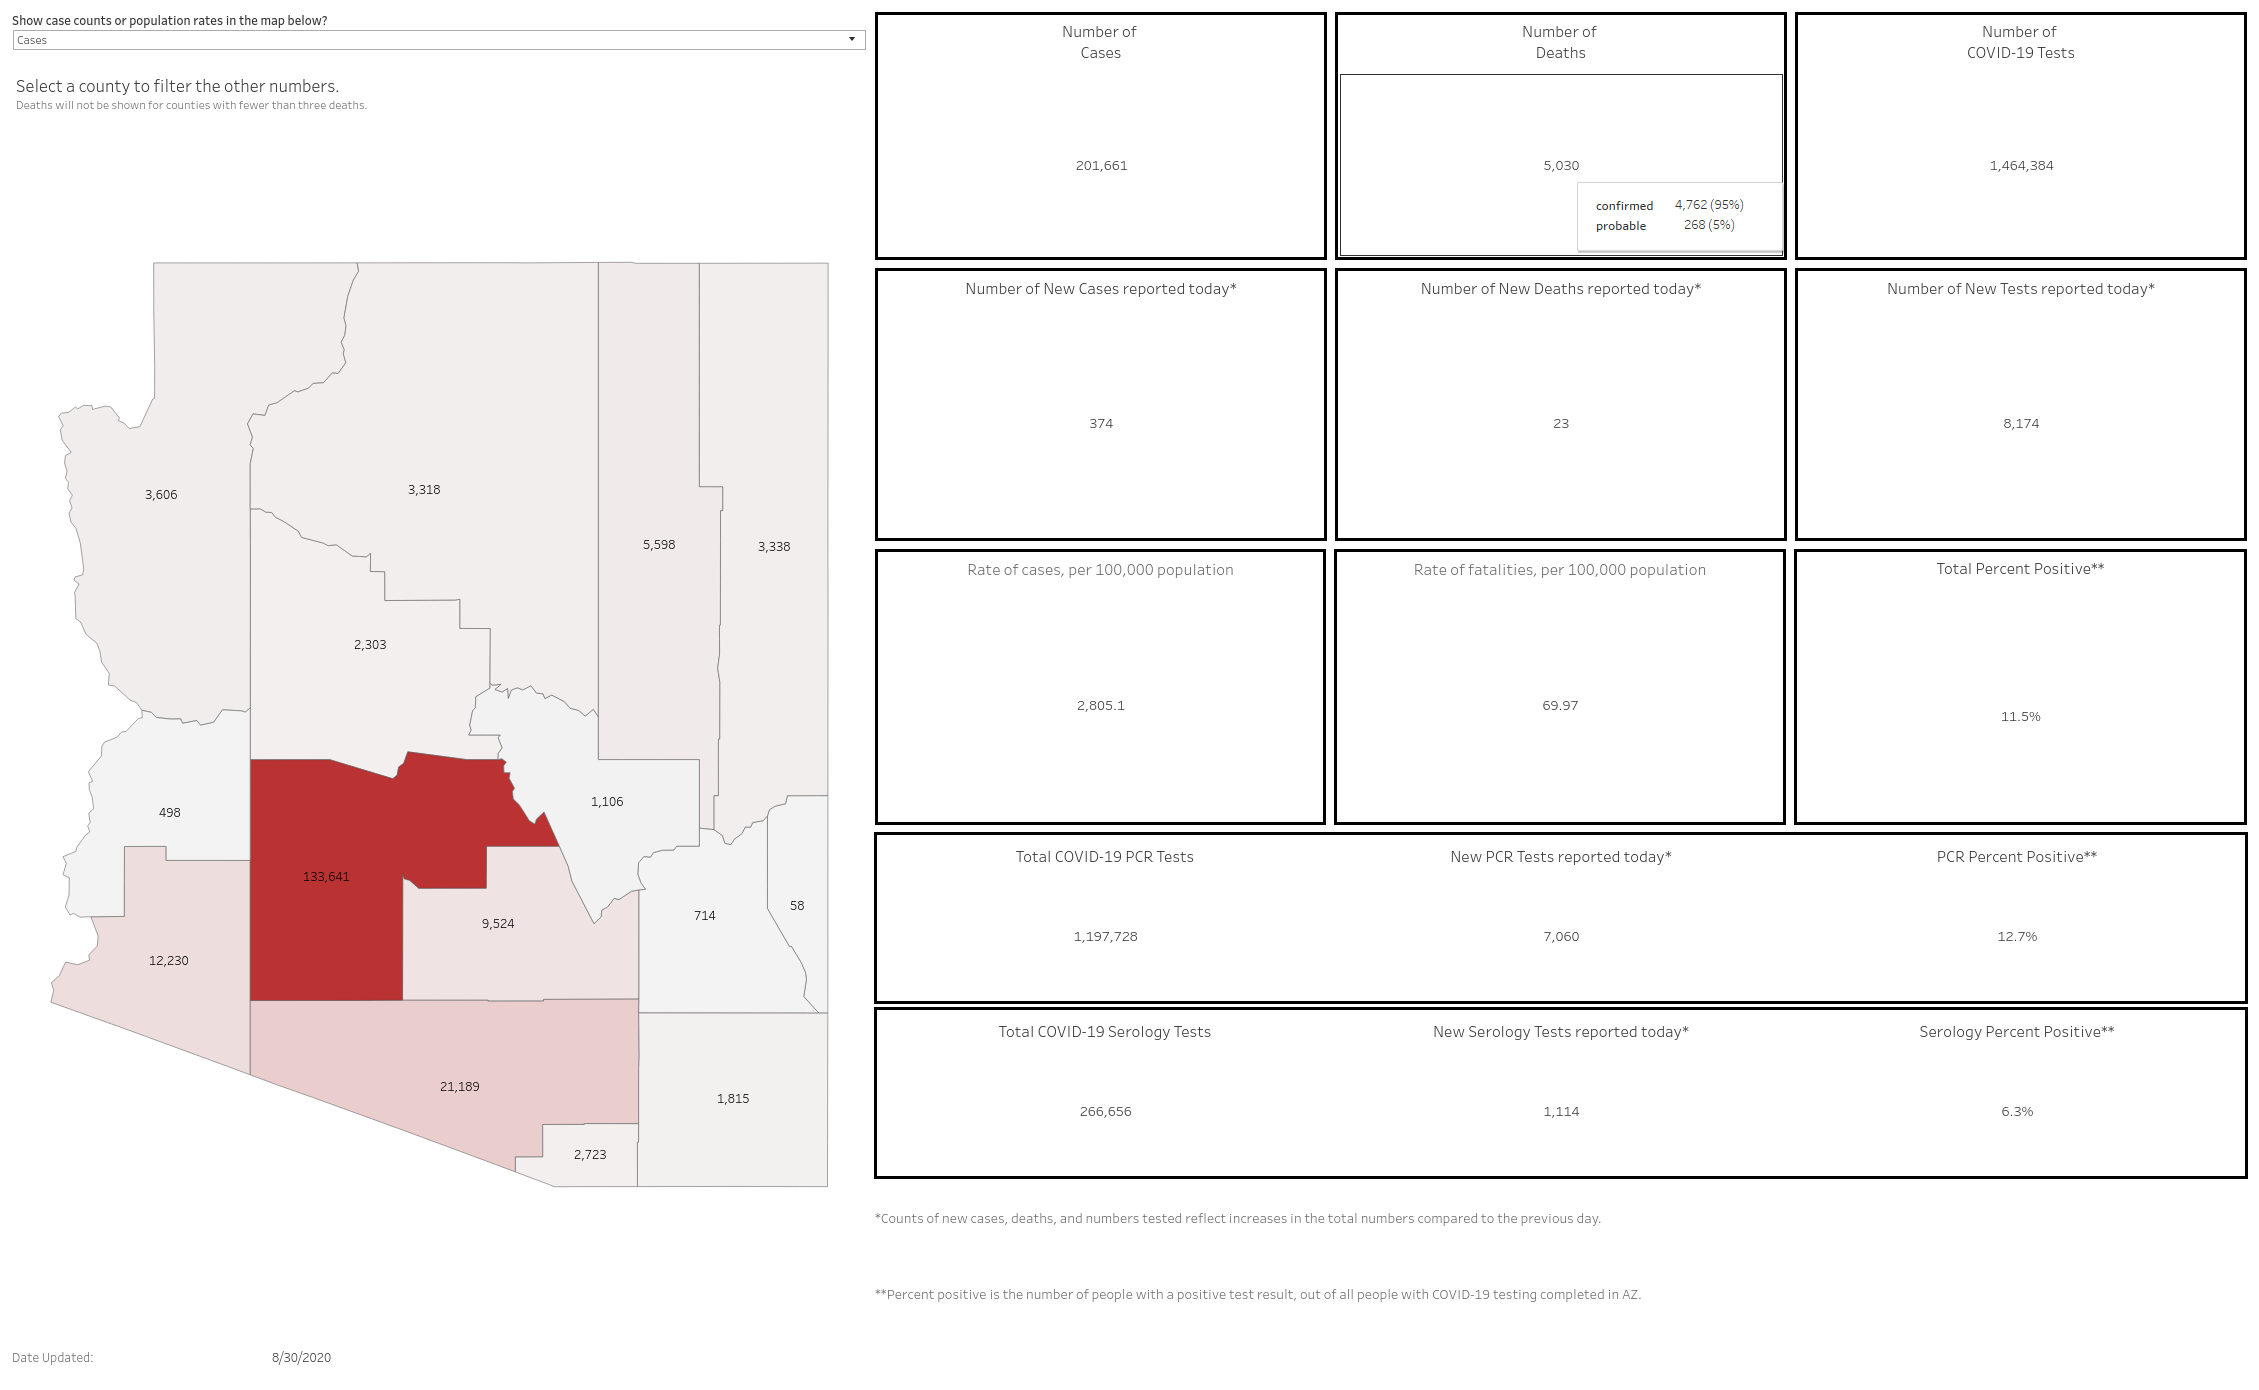 Show case counts or population rates in the map below?
Cases
Select a county to filter the other numbers.
Deaths will not be shown for counties with fewer than three deaths.
3,606
3,318
5,598
3,338
2,303
498
1,106
133,641
714
58
9,524
12,230
21,189
1,815
2,723
Date Updated: 8/30/2020
Number of
Cases
201,661
Number of
Deaths
5,030
confirmed 4,762 (95%)
probable 268 (5%)
Number of
COVID-19 Tests
1,464,384
Number of New Cases reported today*
374
Number of New Deaths reported today*
23
Number of New Tests reported today*
8,174
Rate of cases, per 100,000 population
2,805.1
Rate of fatalities, per 100,000 population
69.97
Total Percent Positive**
11.5%
Total COVID-19 PCR Tests
1,197,728
New PCR Tests reported today*
7,060
PCR Percent Positive**
12.7%
Total COVID-19 Serology Tests
266,656
New Serology Tests reported today*
1,114
Serology Percent Positive**
6.3%
*Counts of new cases, deaths, and numbers tested reflect increases in the total numbers compared to the previous day.
**Percent positive is the number of people with a positive test result, out of all people with COVID-19 testing completed in AZ.